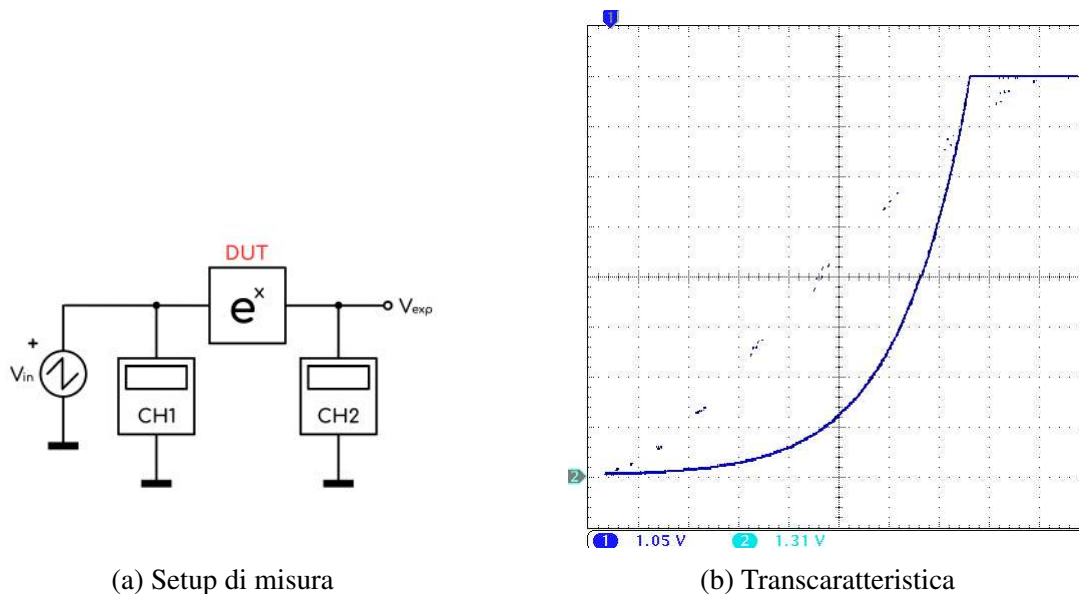 DUT
e^x
V_in
+
V_exp
CH1
CH2
1
2
1 1.05 V 2 1.31 V
(a) Setup di misura
(b) Transcaratteristica